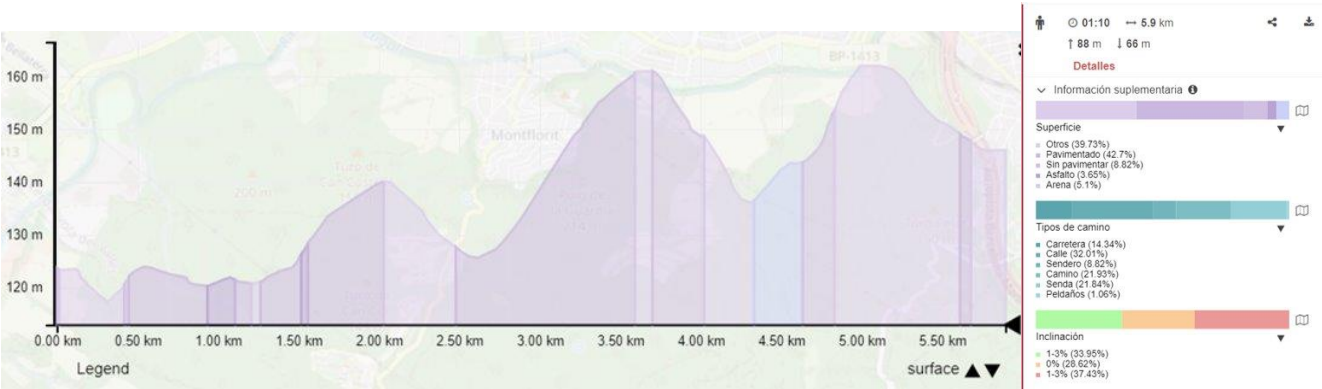 160 m
150 m
140 m
130 m
120 m
0.00 km 0.50 km 1.00 km 1.50 km 2.00 km 2.50 km 3.00 km 3.50 km 4.00 km 4.50 km 5.00 km 5.50 km
Legend
surface
Montflorit
BP-1413
01:10 5.9 km
88 m 66 m
Detalles
Información suplementaria
Superficie
Otros (39.73%)
Pavimentado (42.7%)
Sin pavimentar (8.82%)
Asfalto (3.65%)
Arena (5.1%)
Tipos de camino
Carretera (14.34%)
Calle (32.01%)
Sendero (8.82%)
Camino (21.93%)
Senda (21.84%)
Peldaños (1.06%)
Inclinación
1-3% (33.95%)
0% (28.62%)
1-3% (37.43%)